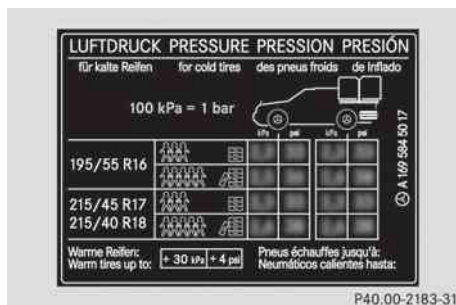 LUFTDRUCK PRESSURE PRESSION PRESIÓN
für kalte Reifen for cold tires des pneus froids de inflado
100 kPa = 1 bar
kPa psi kPa psi
195/55 R16
215/45 R17
215/40 R18
A 169 584 50 17
Warme Reifen: Pneus échauffes jusqu'à:
Warm tires up to: + 30 kPa + 4 psi Neumáticos calientes hasta:
P40.00-2183-31